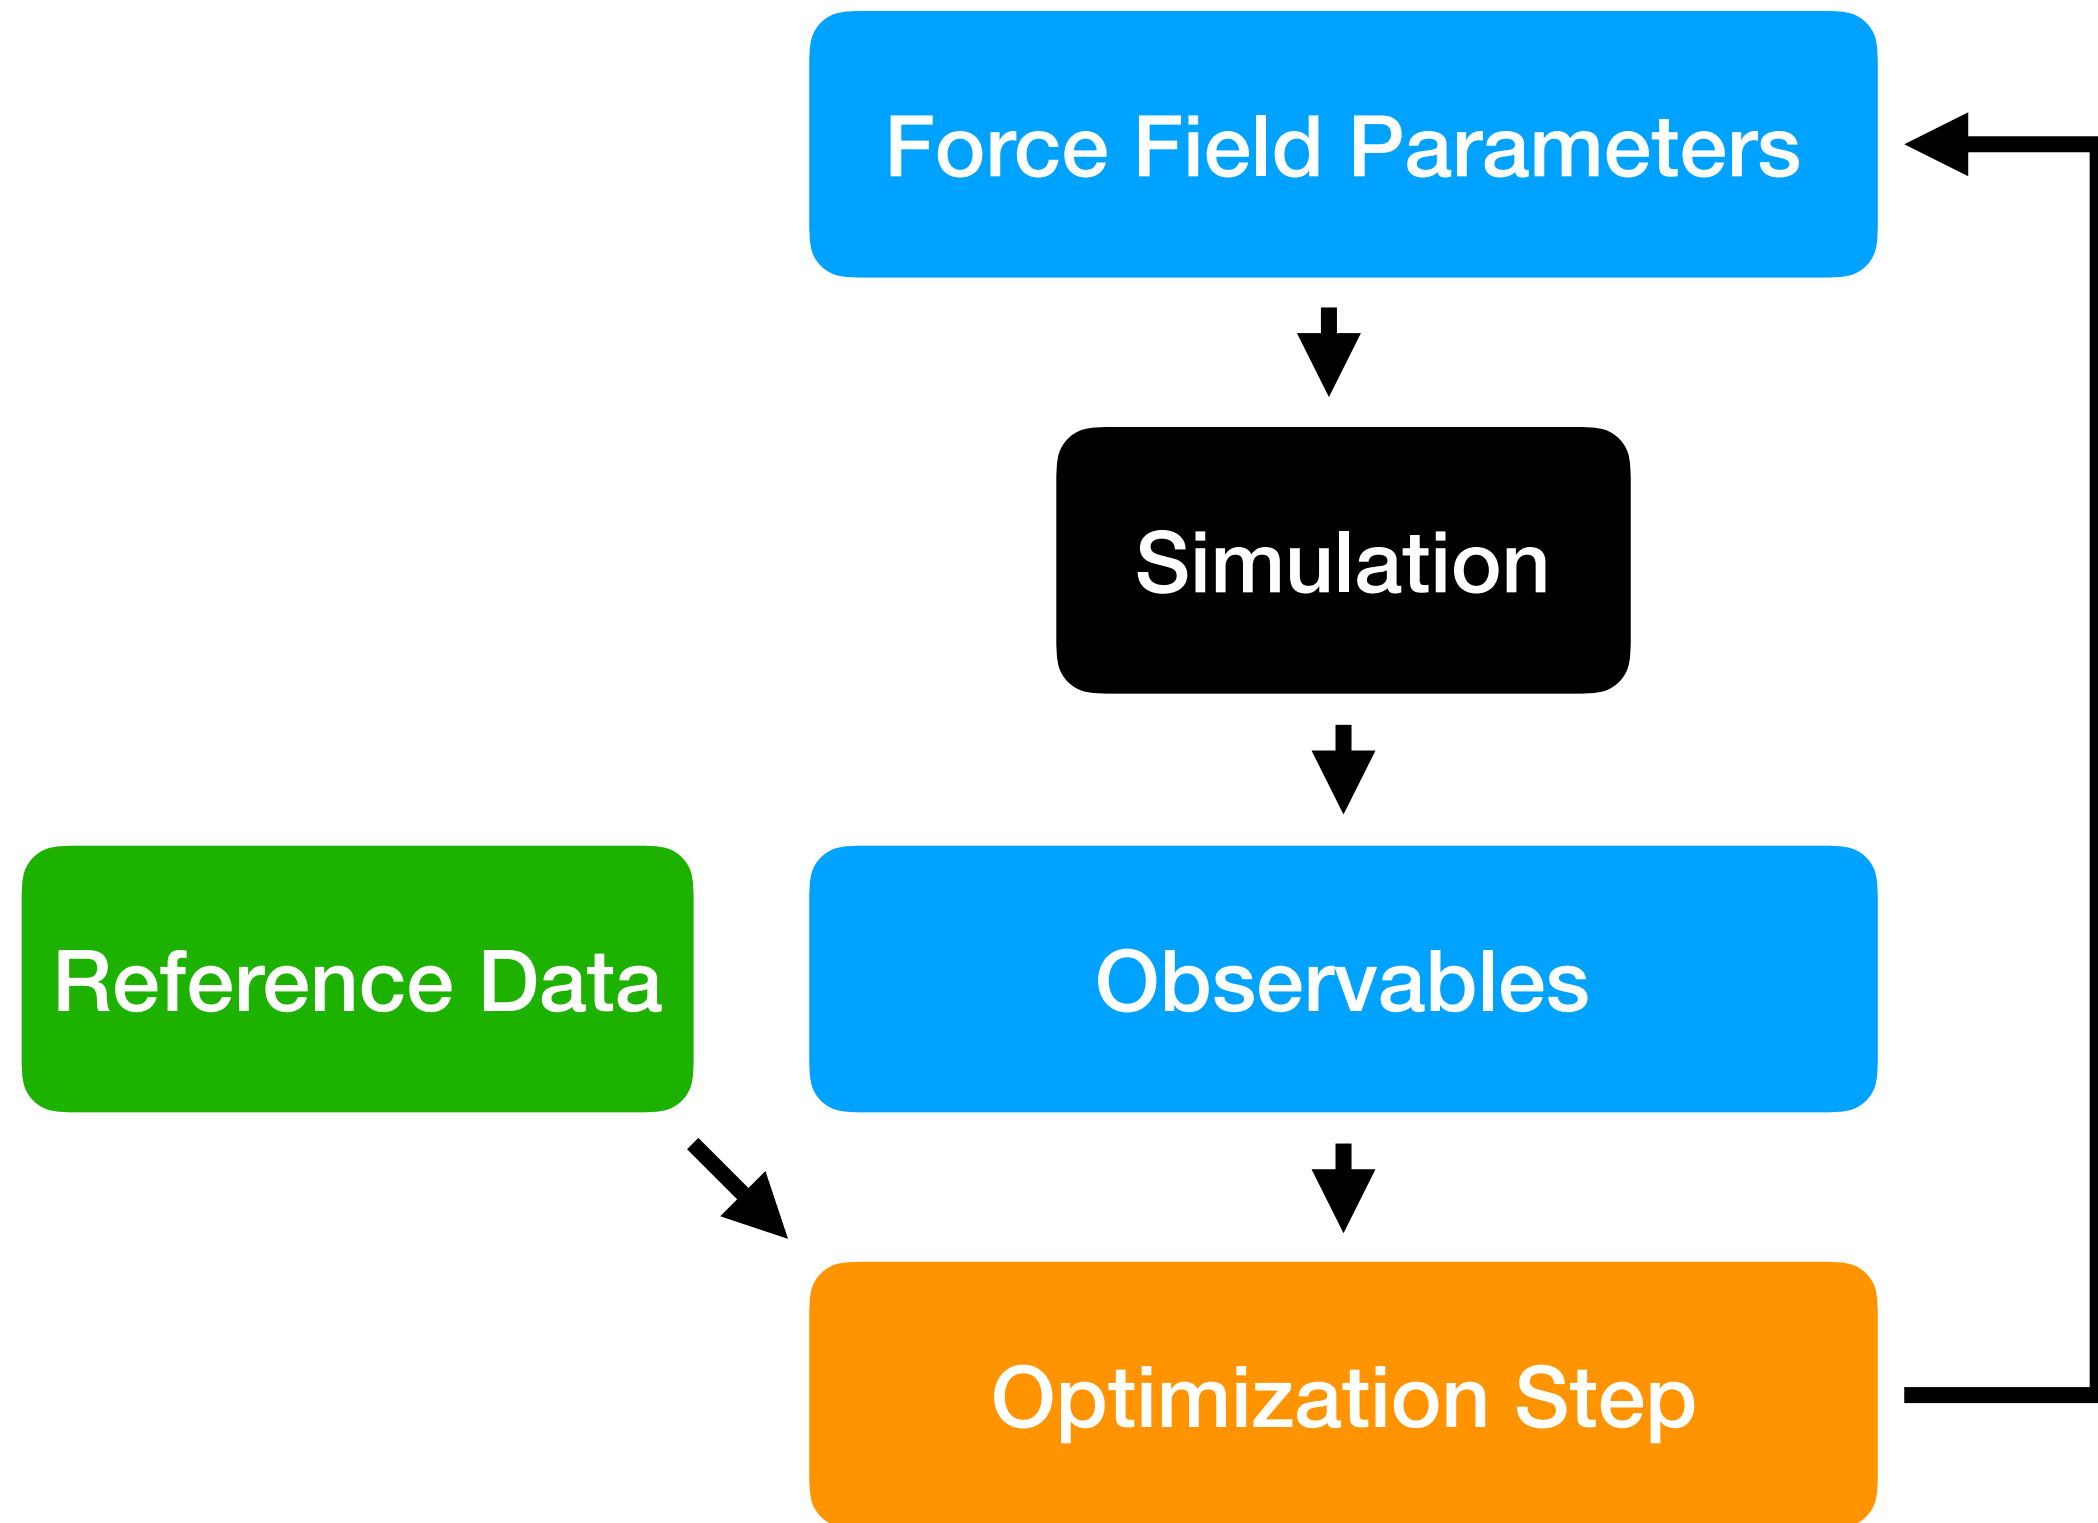 Force Field Parameters
Simulation
Reference Data
Observables
Optimization Step